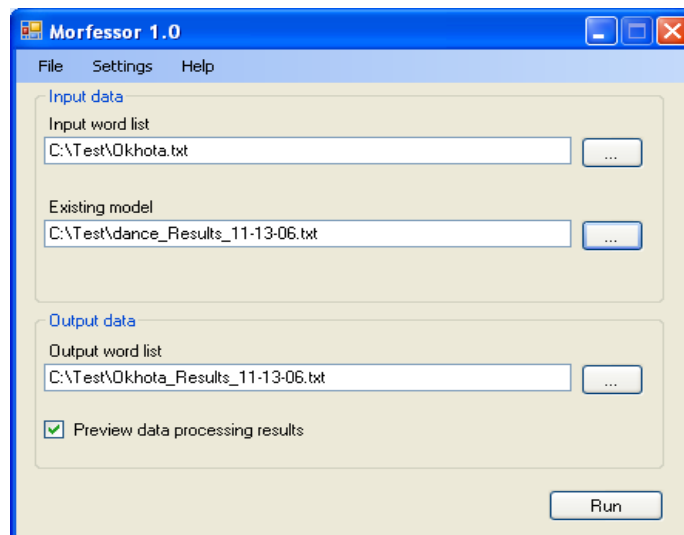 Morfessor 1.0
File Settings Help
Input data
Input word list
C:\Test\Okhota.txt
...
Existing model
C:\Test\dance_Results_11-13-06.txt
...
Output data
Output word list
C:\Test\Okhota_Results_11-13-06.txt
...
Preview data processing results
Run